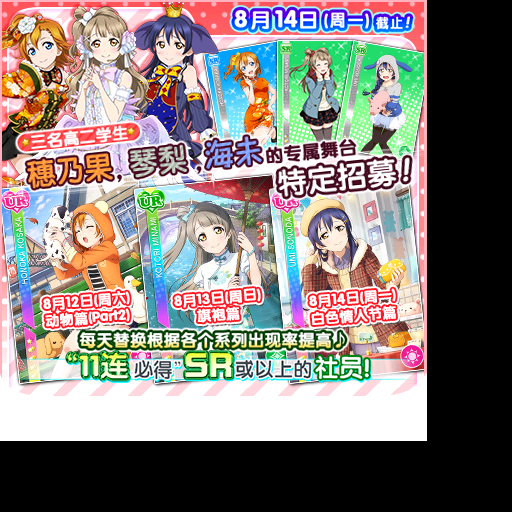 8月14日(周一)截止!
SR
SR
三名高二学生
穗乃果, 琴梨, 海未的专属舞台
特定招募!
UR
UR
UR
HONOKA KOSAKA
KOTORI MINAMI
UMI SONODA
8月12日(周六)
动物篇(Part2)
8月13日(周日)
旗袍篇
8月14日(周一)
白色情人节篇
每天替换根据各个系列出现率提高♪
“11连必得”SR或以上的社员!